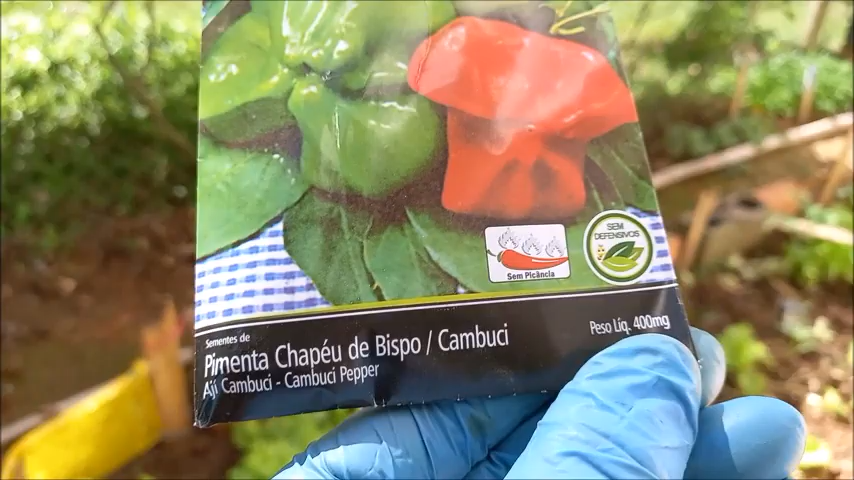 SEM
DEFENSIVOS
Sem Picância
Sementes de
Pimenta Chapéu de Bispo / Cambuci
Ají Cambuci - Cambuci Pepper
Peso Líq. 400mg